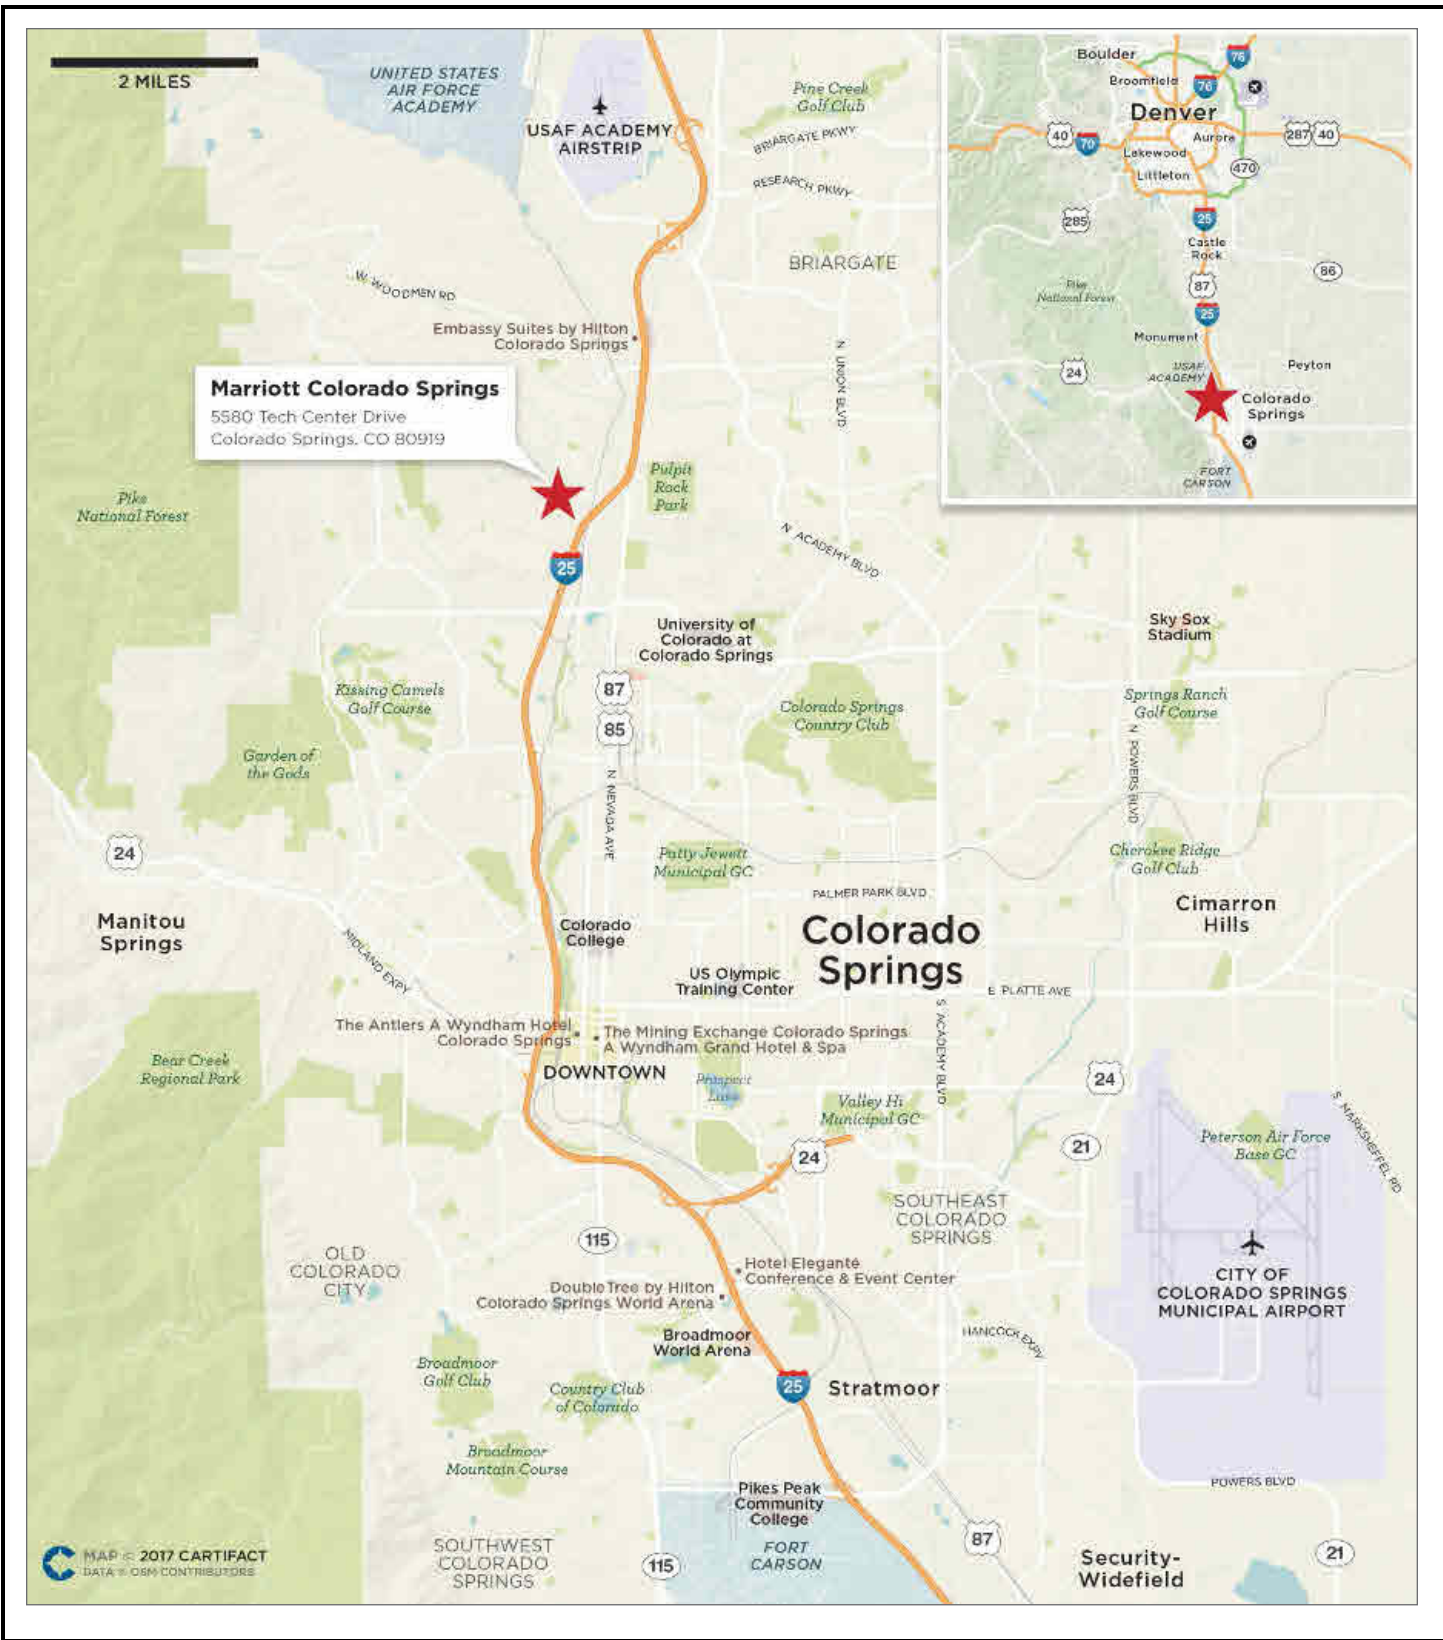 2 MILES
UNITED STATES
AIR FORCE
ACADEMY
USAF ACADEMY
AIRSTRIP
Pine Creek
Golf Club
BRIARGATE PKWY
RESEARCH PKWY
BRIARGATE
W WOODMEN RD
Embassy Suites by Hilton
Colorado Springs
N UNION BLVD
Marriott Colorado Springs
5580 Tech Center Drive
Colorado Springs, CO 80919
Boulder
76
Broomfield
76
Denver
40
70
Aurora
287
40
Lakewood
Littleton
470
285
25
Castle
Rock
86
87
Pike
National Forest
25
Monument
24
USAF
ACADEMY
Peyton
Colorado
Springs
FORT
CARSON
Pike
National Forest
Pulpit
Rock
Park
N ACADEMY BLVD
25
University of
Colorado at
Colorado Springs
Sky Sox
Stadium
Kissing Camels
Golf Course
87
85
Colorado Springs
Country Club
Springs Ranch
Golf Course
Garden of
the Gods
N NEVADA AVE
N POWERS BLVD
24
Patty Jewett
Municipal GC
Cherokee Ridge
Golf Club
PALMER PARK BLVD
Manitou
Springs
Colorado
College
Colorado
Springs
Cimarron
Hills
MIDLAND EXPY
US Olympic
Training Center
E PLATTE AVE
The Antlers A Wyndham Hotel
Colorado Springs
The Mining Exchange Colorado Springs
A Wyndham Grand Hotel & Spa
S ACADEMY BLVD
Bear Creek
Regional Park
DOWNTOWN
Prospect
Lake
24
Valley Hi
Municipal GC
S MARKSHEFFEL RD
24
21
Peterson Air Force
Base GC
SOUTHEAST
COLORADO
SPRINGS
115
OLD
COLORADO
CITY
Hotel Eleganté
Conference & Event Center
CITY OF
COLORADO SPRINGS
MUNICIPAL AIRPORT
DoubleTree by Hilton
Colorado Springs World Arena
Broadmoor
World Arena
HANCOCK EXPY
Broadmoor
Golf Club
Country Club
of Colorado
25
Stratmoor
Broadmoor
Mountain Course
POWERS BLVD
Pikes Peak
Community
College
SOUTHWEST
COLORADO
SPRINGS
115
FORT
CARSON
87
Security-
Widefield
21
MAP © 2017 CARTIFACT
DATA © OSM CONTRIBUTORS